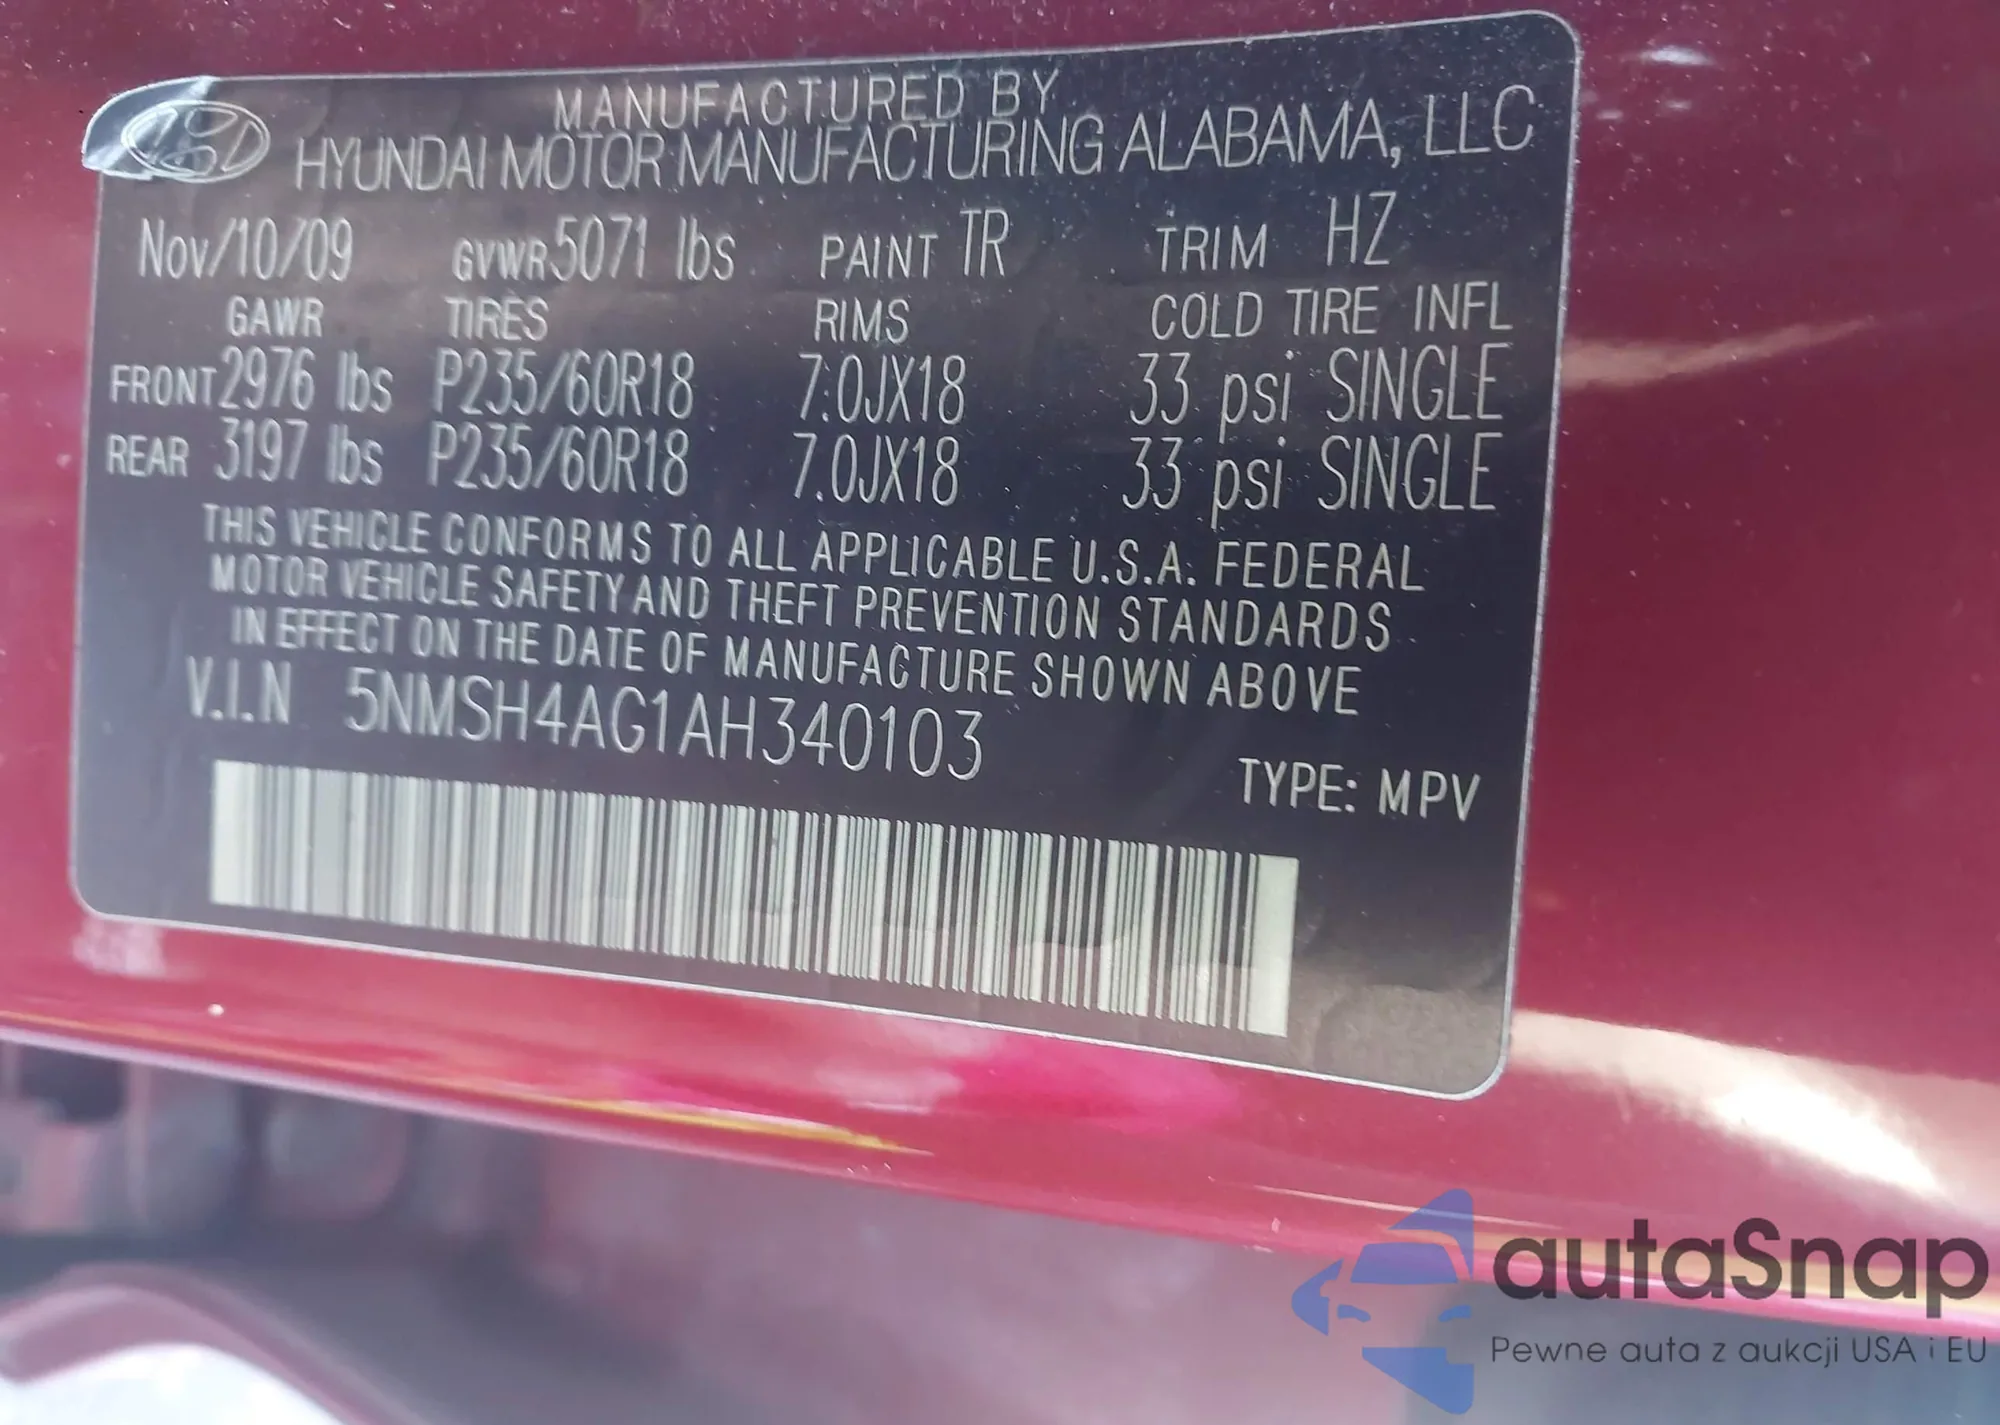 MANUFACTURED BY
HYUNDAI MOTOR MANUFACTURING ALABAMA, LLC
Nov/10/09 GVWR 5071 lbs PAINT TR TRIM HZ
GAWR TIRES RIMS COLD TIRE INFL
FRONT 2976 lbs P235/60R18 7.0JX18 33 psi SINGLE
REAR 3197 lbs P235/60R18 7.0JX18 33 psi SINGLE
THIS VEHICLE CONFORMS TO ALL APPLICABLE U.S.A. FEDERAL
MOTOR VEHICLE SAFETY AND THEFT PREVENTION STANDARDS
IN EFFECT ON THE DATE OF MANUFACTURE SHOWN ABOVE
V.I.N 5NMSH4AG1AH340103
TYPE: MPV
autaSnap
Pewne auta z aukcji USA i EU